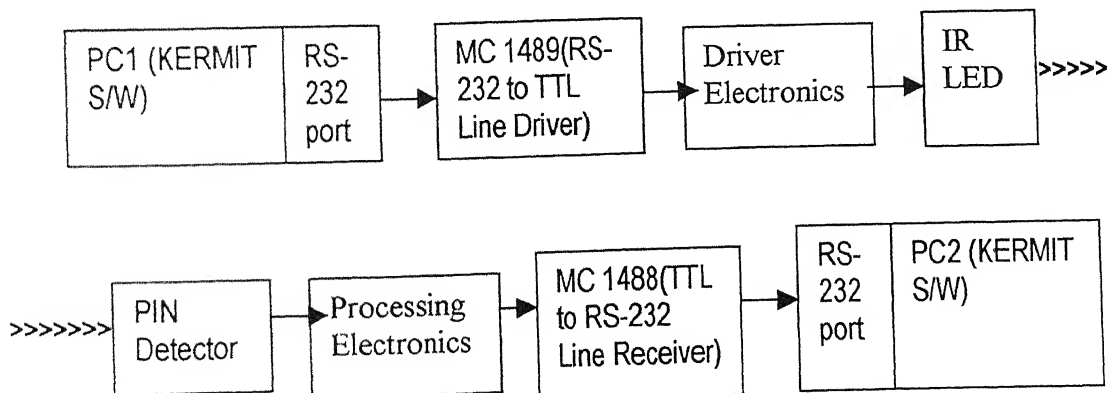 PC1 (KERMIT
S/W)
RS-
232
port
MC 1489(RS-
232 to TTL
Line Driver)
Driver
Electronics
IR
LED
>>>>>
>>>>>>>
PIN
Detector
Processing
Electronics
MC 1488(TTL
to RS-232
Line Receiver)
RS-
232
port
PC2 (KERMIT
S/W)